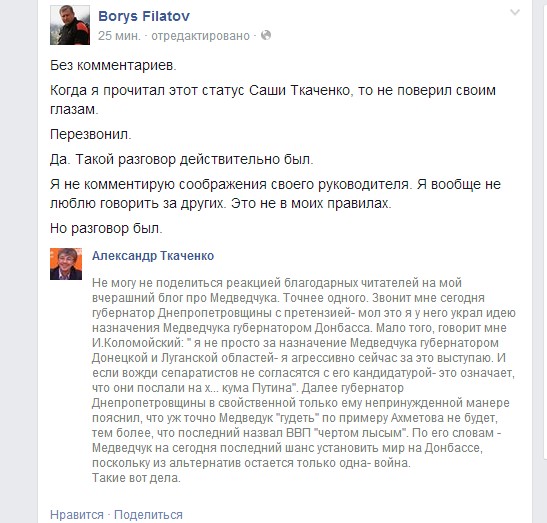 Borys Filatov
25 мин. · отредактировано ·
Без комментариев.
Когда я прочитал этот статус Саши Ткаченко, то не поверил своим
глазам.
Перезвонил.
Да. Такой разговор действительно был.
Я не комментирую соображения своего руководителя. Я вообще не
люблю говорить за других. Это не в моих правилах.
Но разговор был.
Александр Ткаченко
Не могу не поделиться реакцией благодарных читателей на мой
вчерашний блог про Медведчука. Точнее одного. Звонит мне сегодня
губернатор Днепропетровщины с претензией- мол это я у него украл идею
назначения Медведчука губернатором Донбасса. Мало того, говорит мне
И.Коломойский: " я не просто за назначение Медведчука губернатором
Донецкой и Луганской областей- я агрессивно сейчас за это выступаю. И
если вожди сепаратистов не согласятся с его кандидатурой- это означает,
что они послали на х... кума Путина". Далее губернатор
Днепропетровщины в свойственной только ему непринужденной манере
пояснил, что уж точно Медведук "гудеть" по примеру Ахметова не будет,
тем более, что последний назвал ВВП "чертом лысым". По его словам -
Медведчук на сегодня последний шанс установить мир на Донбассе,
поскольку из альтернатив остается только одна- война.
Такие вот дела.
Нравится · Поделиться